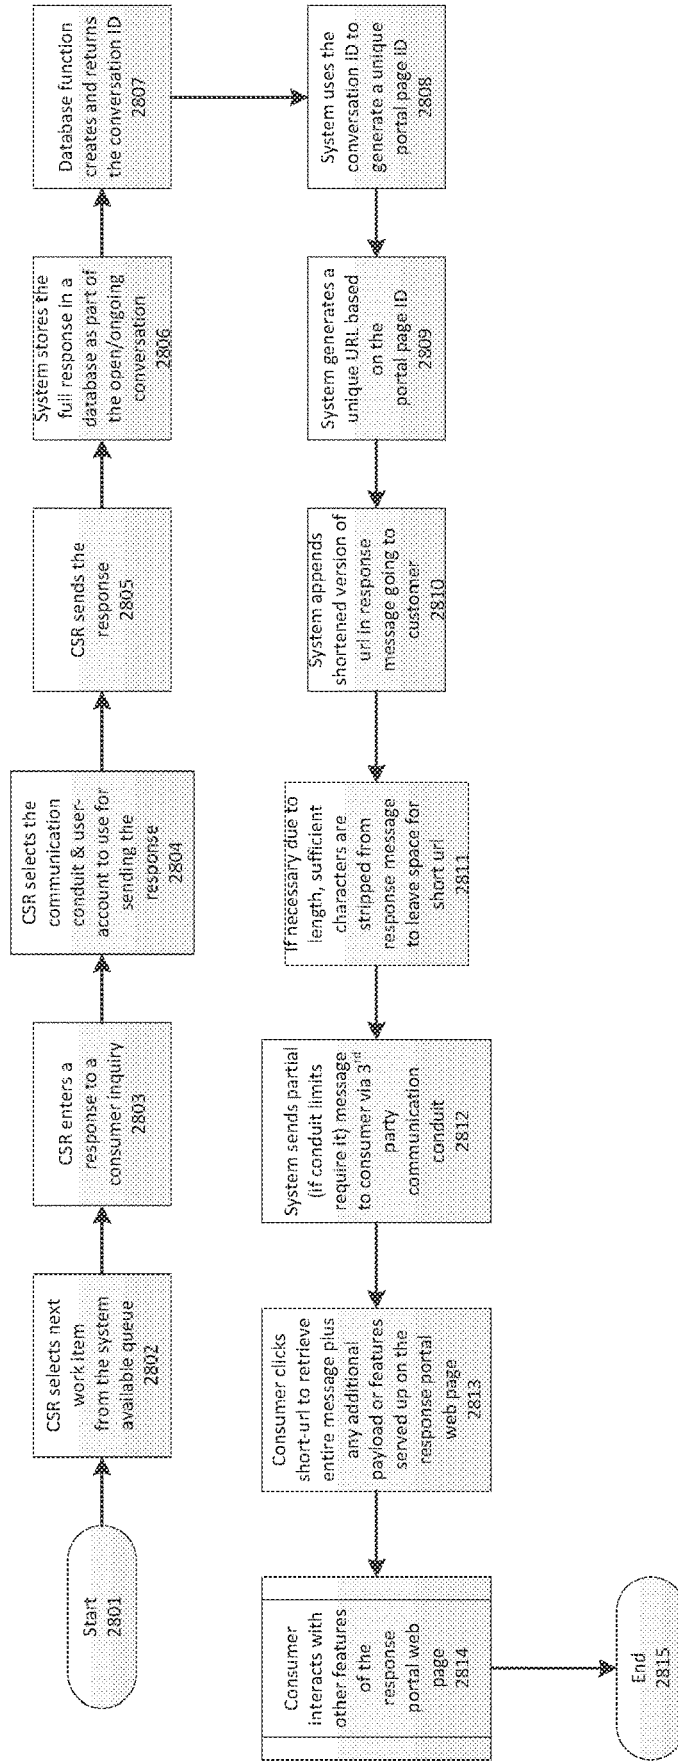 Start
2801
CSR selects next
work item
from the system
available queue
2802
CSR enters a
response to a
consumer inquiry
2803
CSR selects the
communication
conduit & user-
account to use for
sending the
response
2804
CSR sends the
response
2805
System stores the
full response in a
database as part of
the open/ongoing
conversation
2806
Database function
creates and returns
the conversation ID
2807
System uses the
conversation ID to
generate a unique
portal page ID
2808
System generates a
unique URL based
on the
portal page ID
2809
System appends
shortened version of
url in response
message going to
customer
2810
If necessary due to
length, sufficient
characters are
stripped from
response message
to leave space for
short url
2811
System sends partial
(if conduit limits
require it) message
to consumer via 3rd
party
communication
conduit
2812
Consumer clicks
short-url to retrieve
entire message plus
any additional
payload or features
served up on the
response portal
web page
2813
Consumer
interacts with
other features
of the
response
portal web
page
2814
End
2815